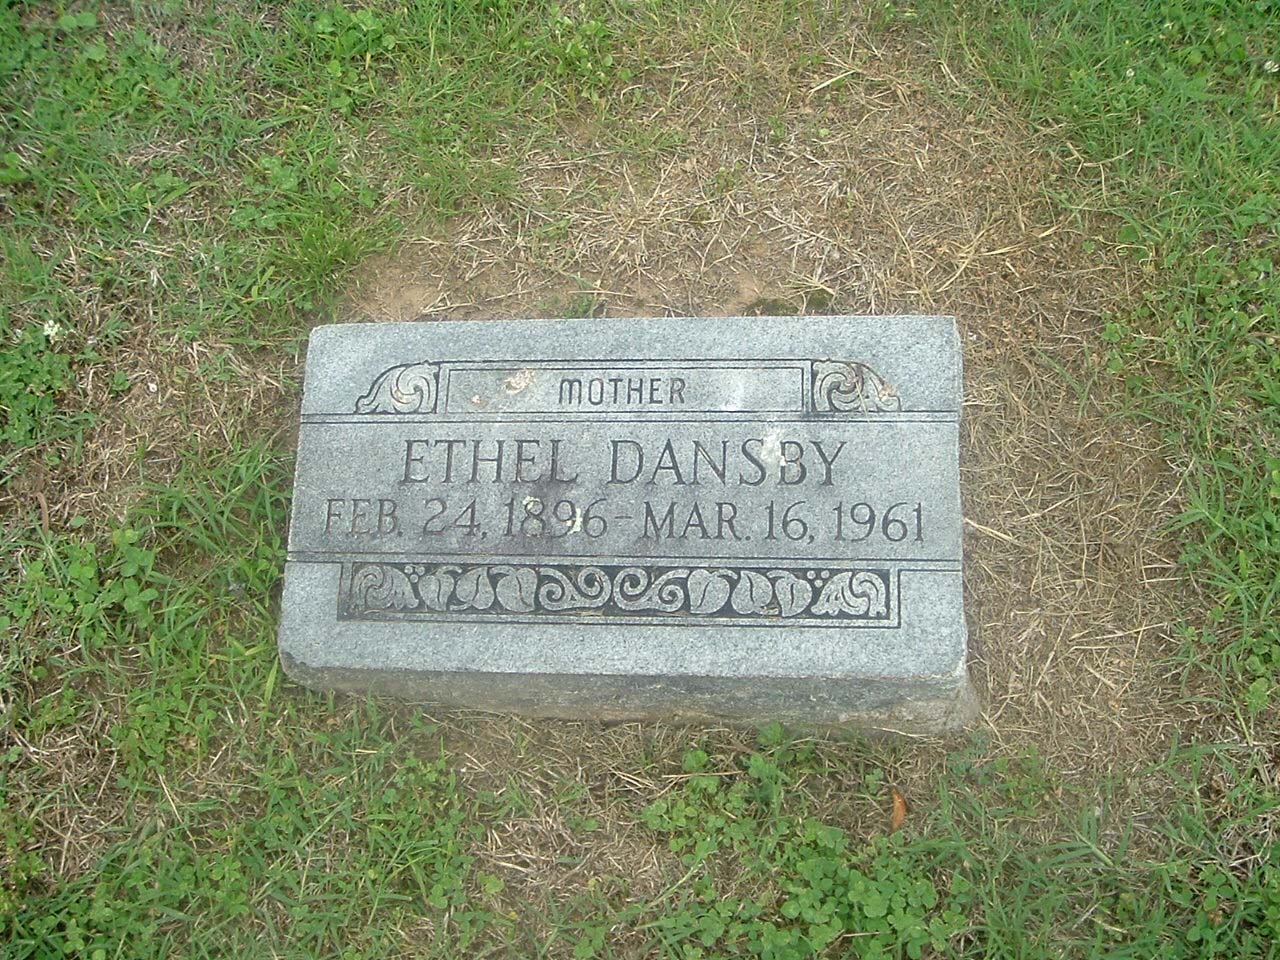 MOTHER
ETHEL DANSBY
FEB. 24, 1896-MAR. 16, 1961